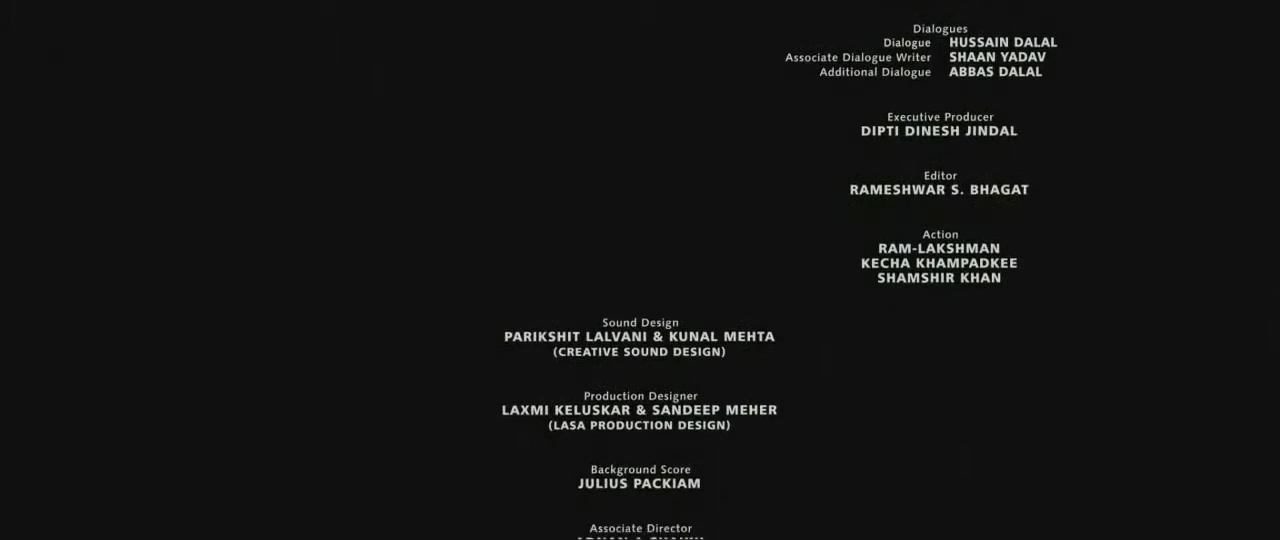 Dialogues
Dialogue HUSSAIN DALAL
Associate Dialogue Writer SHAAN YADAV
Additional Dialogue ABBAS DALAL
Executive Producer
DIPTI DINESH JINDAL
Editor
RAMESHWAR S. BHAGAT
Action
RAM-LAKSHMAN
KECHA KHAMPADKEE
SHAMSHIR KHAN
Sound Design
PARIKSHIT LALVANI & KUNAL MEHTA
(CREATIVE SOUND DESIGN)
Production Designer
LAXMI KELUSKAR & SANDEEP MEHER
(LASA PRODUCTION DESIGN)
Background Score
JULIUS PACKIAM
Associate Director